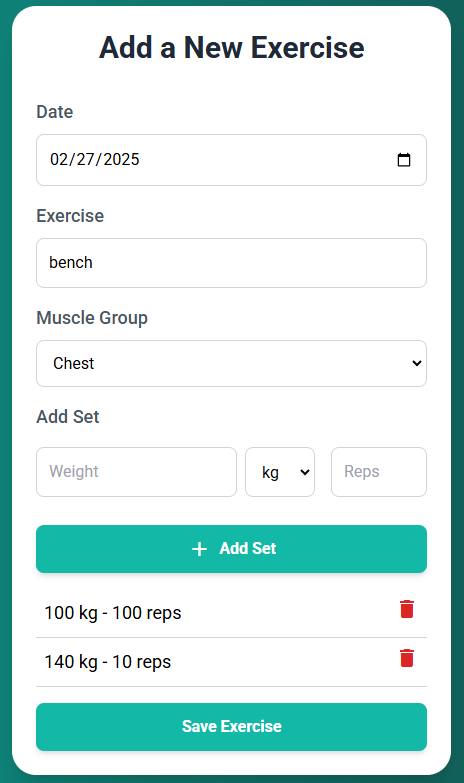 Add a New Exercise
Date
02/27/2025
Exercise
bench
Muscle Group
Chest
Add Set
Weight kg Reps
+ Add Set
100 kg - 100 reps
140 kg - 10 reps
Save Exercise